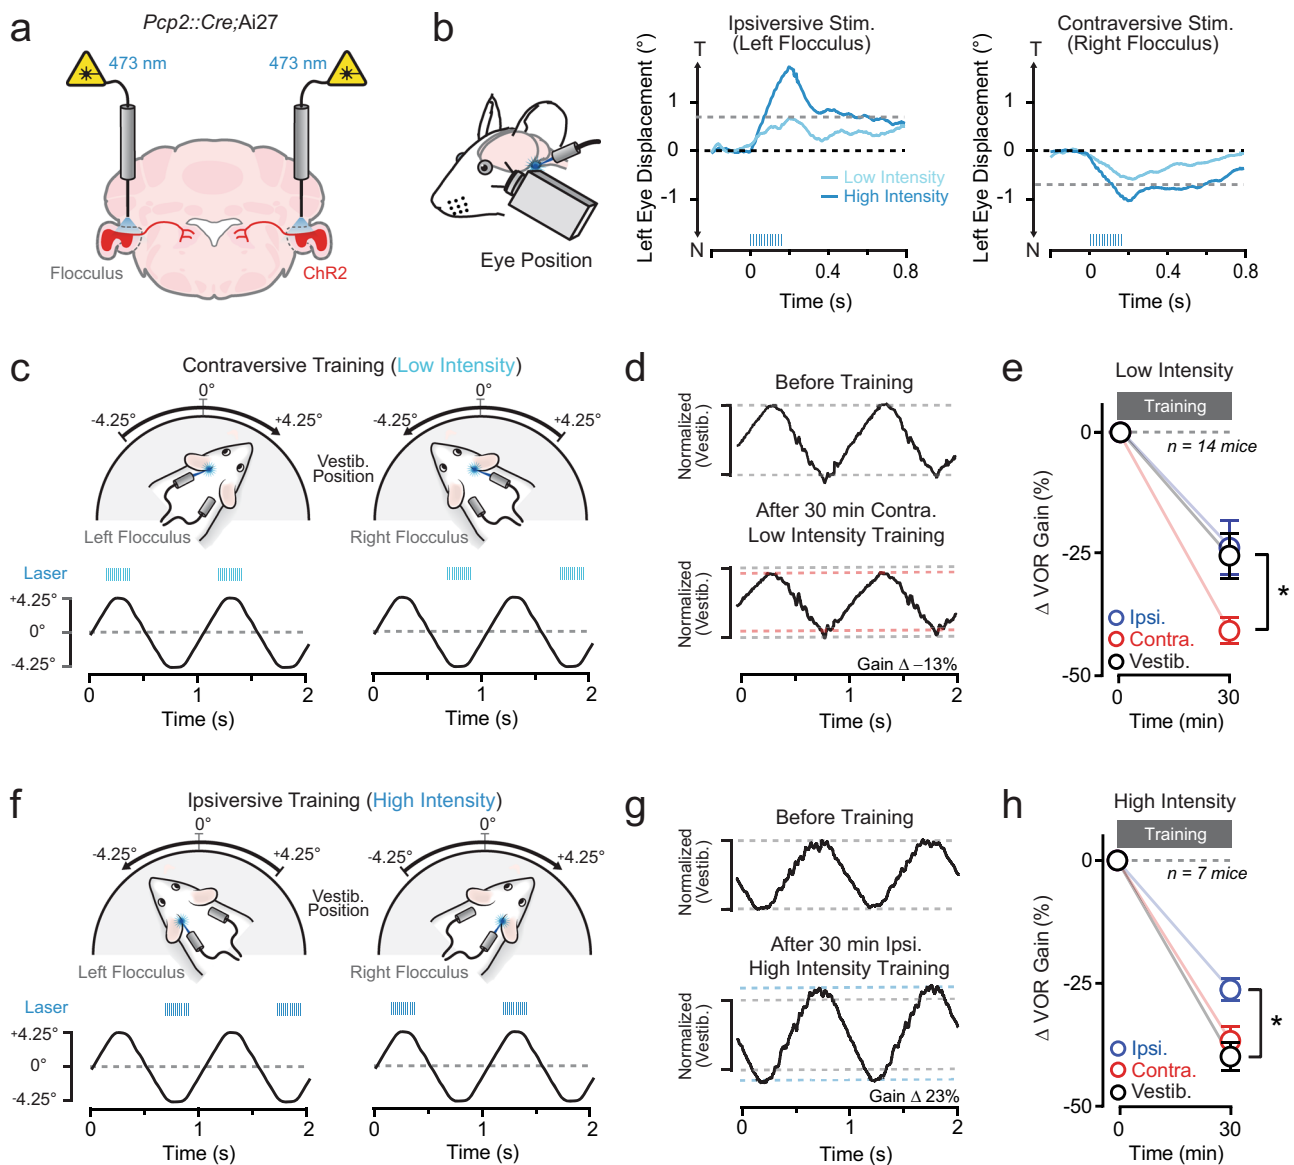 a
Pcp2::Cre;Ai27
473 nm
473 nm
Flocculus
ChR2
b
Eye Position
Ipsiversive Stim.
(Left Flocculus)
Left Eye Displacement (°)
T
1
0
-1
N
Low Intensity
High Intensity
0
0.4
0.8
Time (s)
Contraversive Stim.
(Right Flocculus)
Left Eye Displacement (°)
T
1
0
-1
N
0
0.4
0.8
Time (s)
c
Contraversive Training (Low Intensity)
0°
-4.25°
+4.25°
Left Flocculus
Vestib.
Position
0°
-4.25°
+4.25°
Right Flocculus
Laser
+4.25°
0°
-4.25°
0
1
2
Time (s)
0
1
2
Time (s)
d
Before Training
Normalized
(Vestib.)
After 30 min Contra.
Low Intensity Training
Normalized
(Vestib.)
Gain Δ −13%
0
1
2
Time (s)
e
Low Intensity
Training
n = 14 mice
Δ VOR Gain (%)
0
-25
-50
*
Ipsi.
Contra.
Vestib.
0
30
Time (min)
f
Ipsiversive Training (High Intensity)
0°
-4.25°
+4.25°
Left Flocculus
Vestib.
Position
0°
-4.25°
+4.25°
Right Flocculus
Laser
+4.25°
0°
-4.25°
0
1
2
Time (s)
0
1
2
Time (s)
g
Before Training
Normalized
(Vestib.)
After 30 min Ipsi.
High Intensity Training
Normalized
(Vestib.)
Gain Δ 23%
0
1
2
Time (s)
h
High Intensity
Training
n = 7 mice
Δ VOR Gain (%)
0
-25
-50
*
Ipsi.
Contra.
Vestib.
0
30
Time (min)